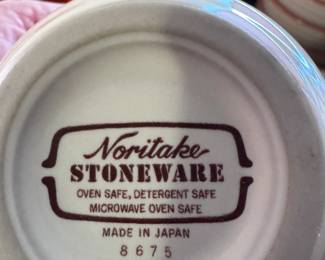 Noritake
STONEWARE
OVEN SAFE, DETERGENT SAFE
MICROWAVE OVEN SAFE
MADE IN JAPAN
8675